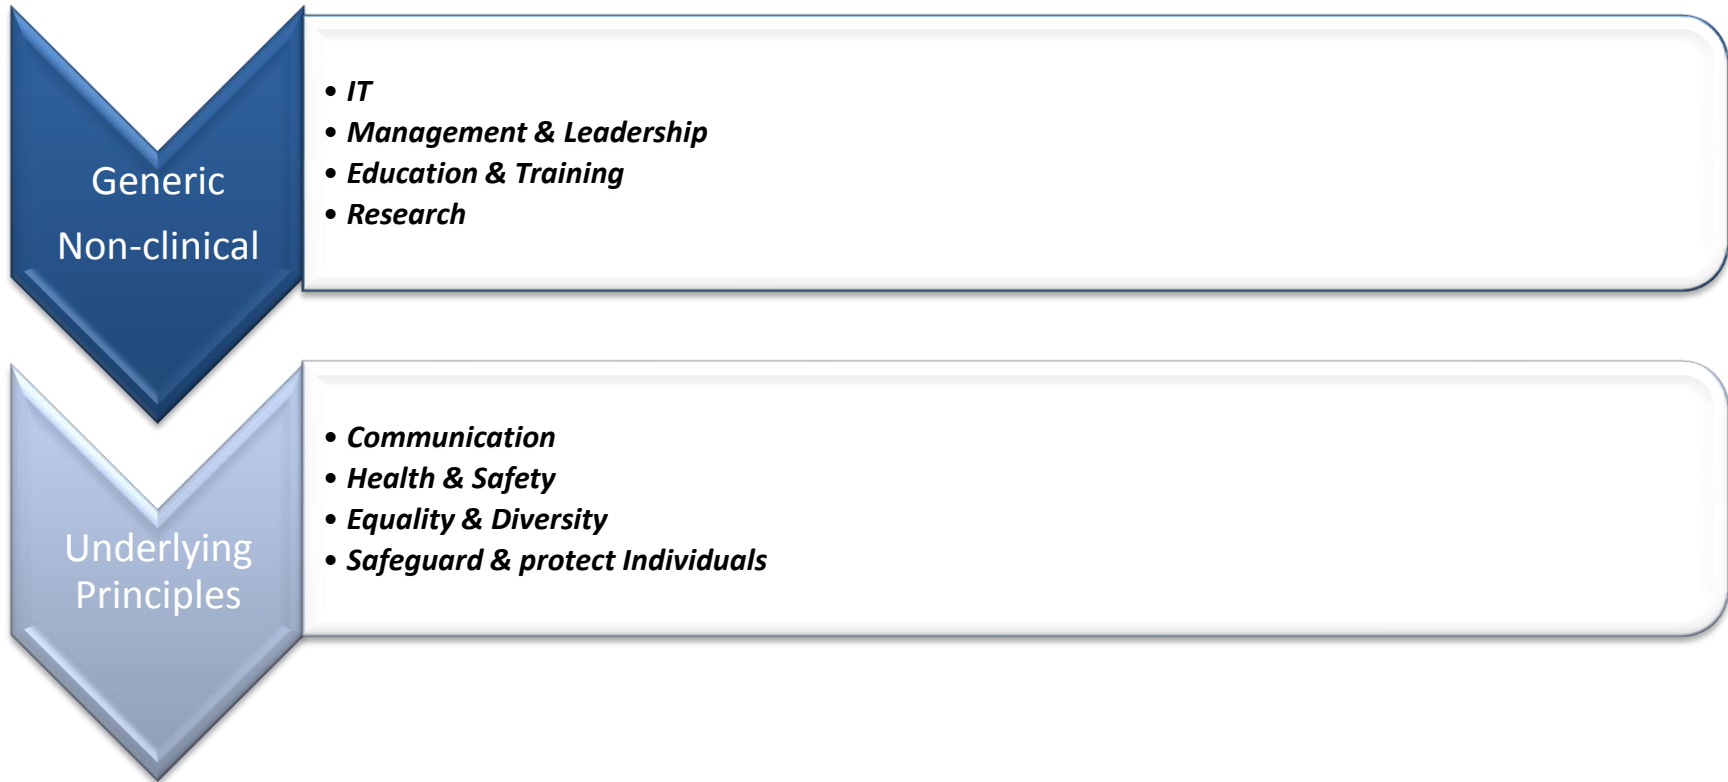 Generic
Non-clinical
• IT
• Management & Leadership
• Education & Training
• Research
Underlying
Principles
• Communication
• Health & Safety
• Equality & Diversity
• Safeguard & protect Individuals